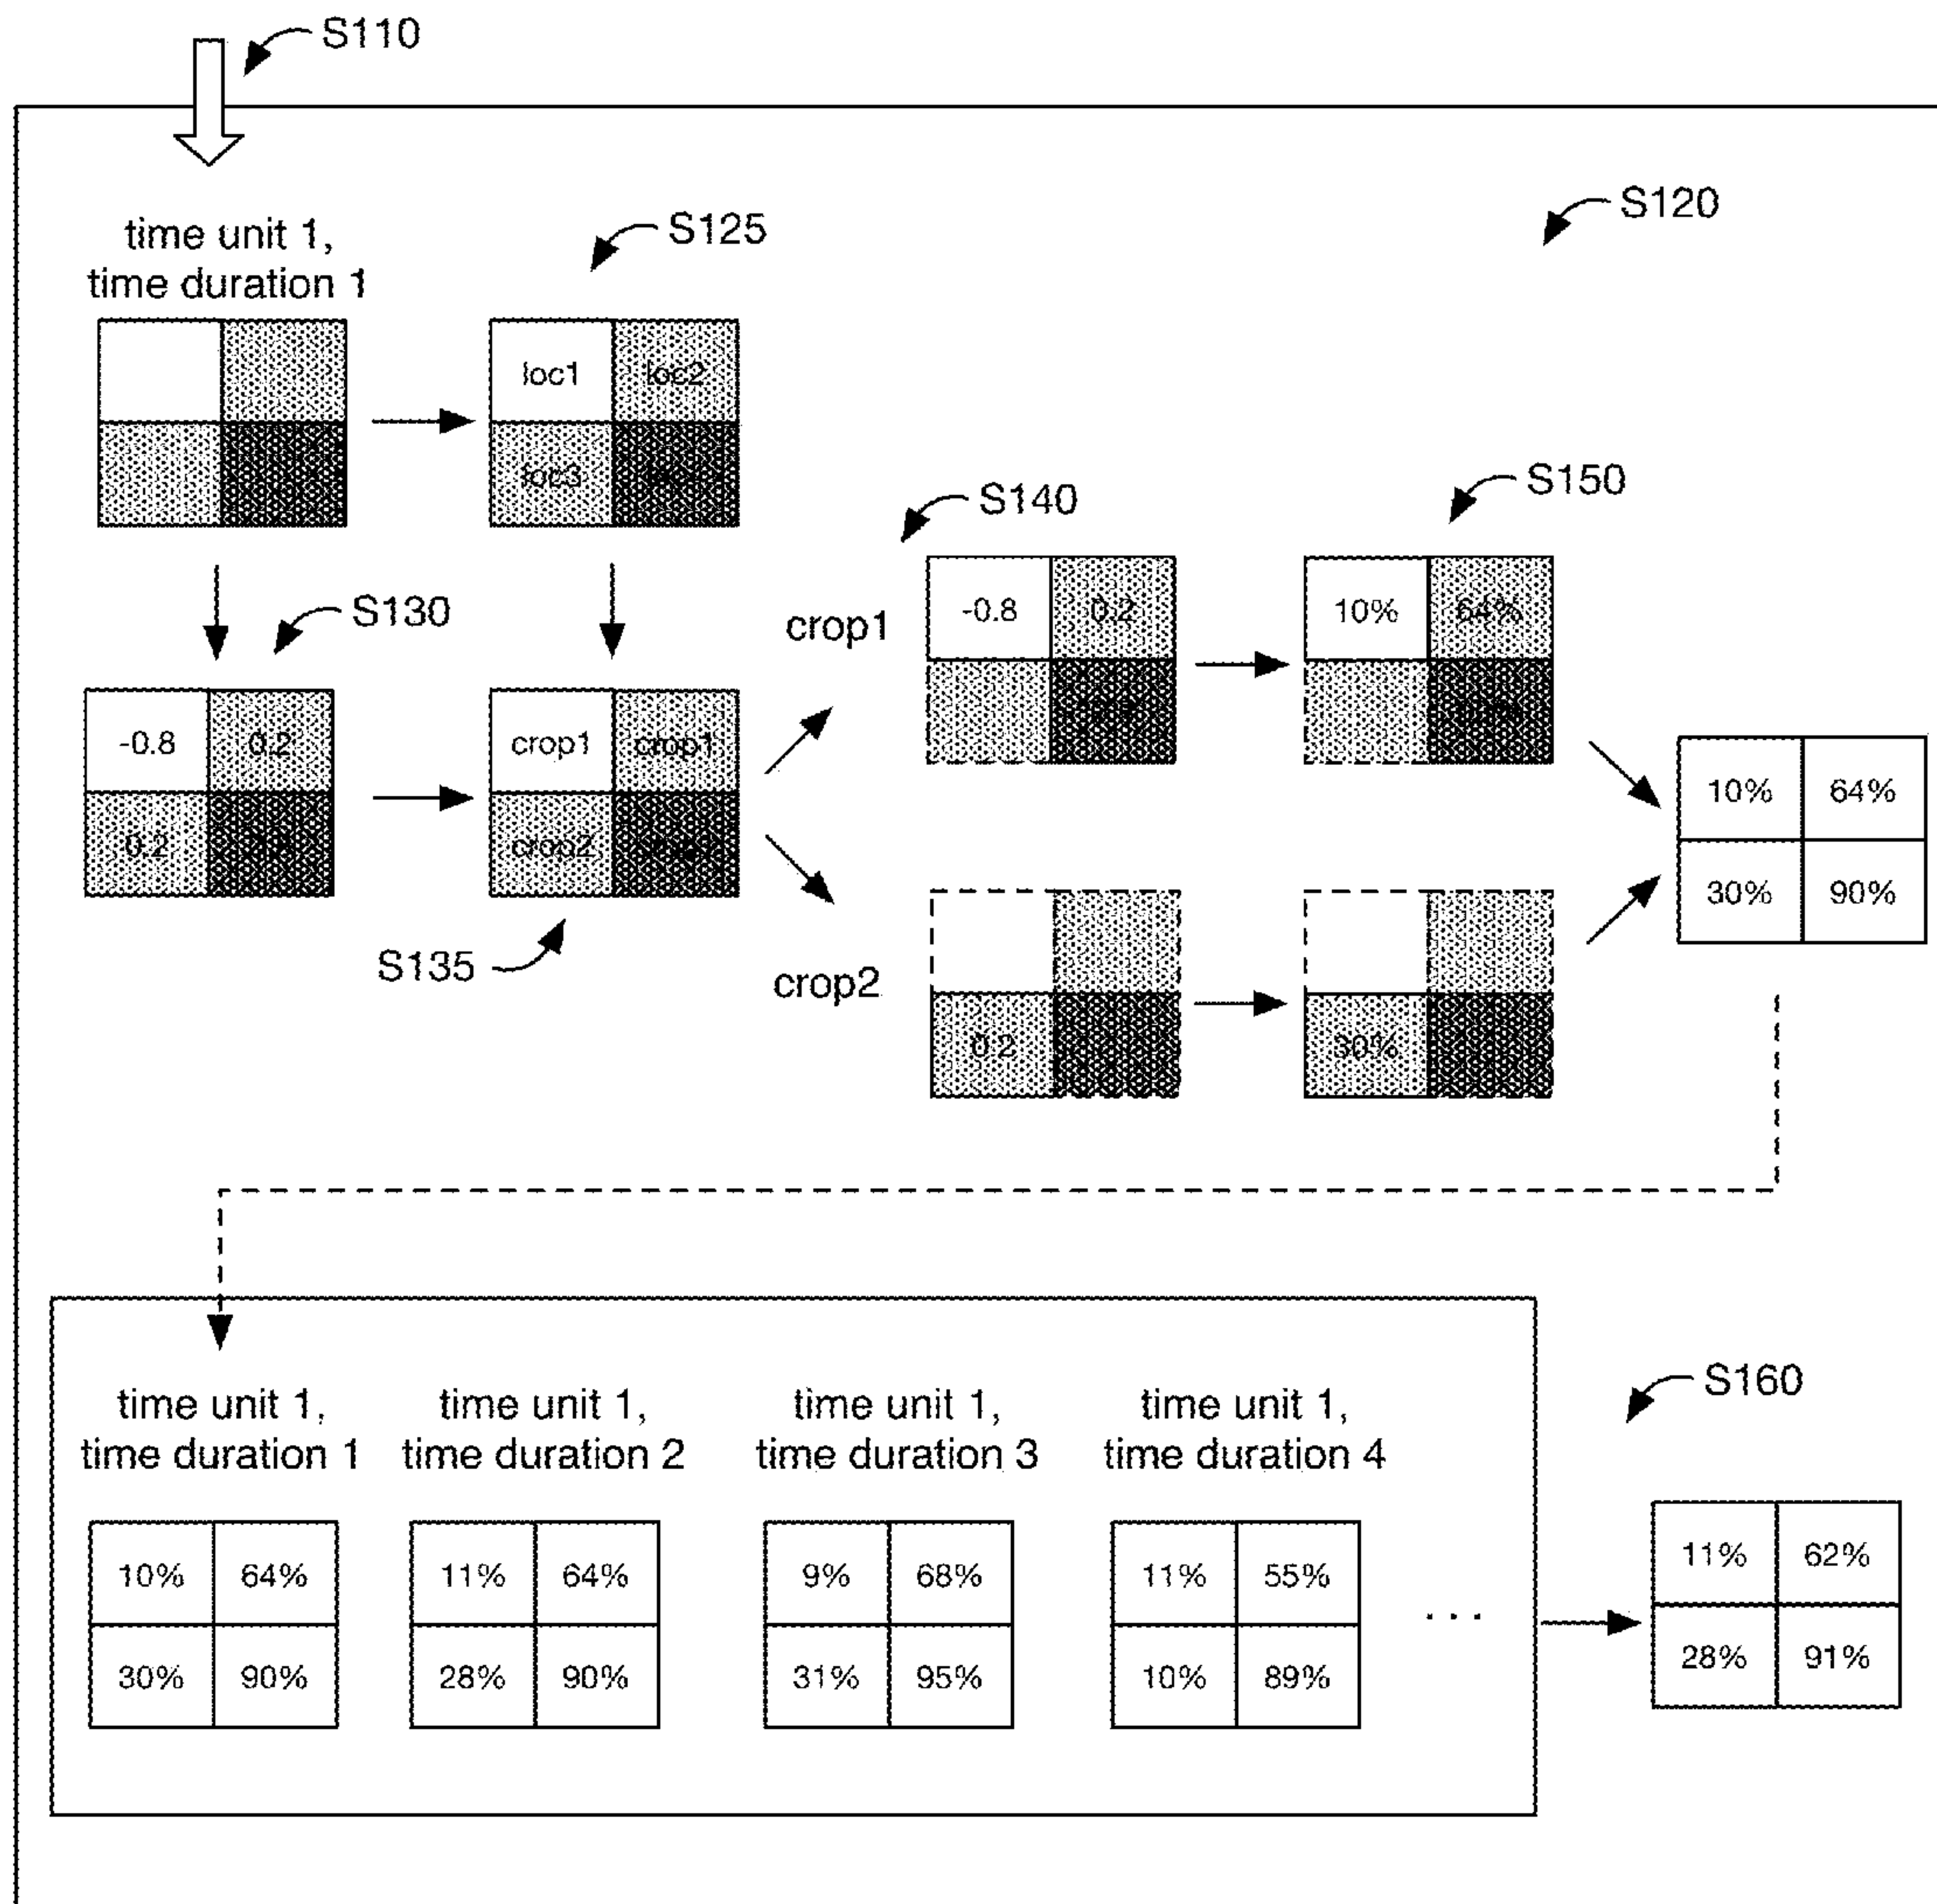 S110
S120
time unit 1,
time duration 1
S125
loc1 loc2
loc3
S140
S150
S130
crop1
-0.8 0.2
10% 64%
-0.8 0.2
0.2
crop1 crop1
crop2
10% 64%
30% 90%
S135
crop2
0.2
30%
S160
time unit 1,
time duration 1
time unit 1,
time duration 2
time unit 1,
time duration 3
time unit 1,
time duration 4
10% 64%
30% 90%
11% 64%
28% 90%
9% 68%
31% 95%
11% 55%
10% 89%
...
11% 62%
28% 91%